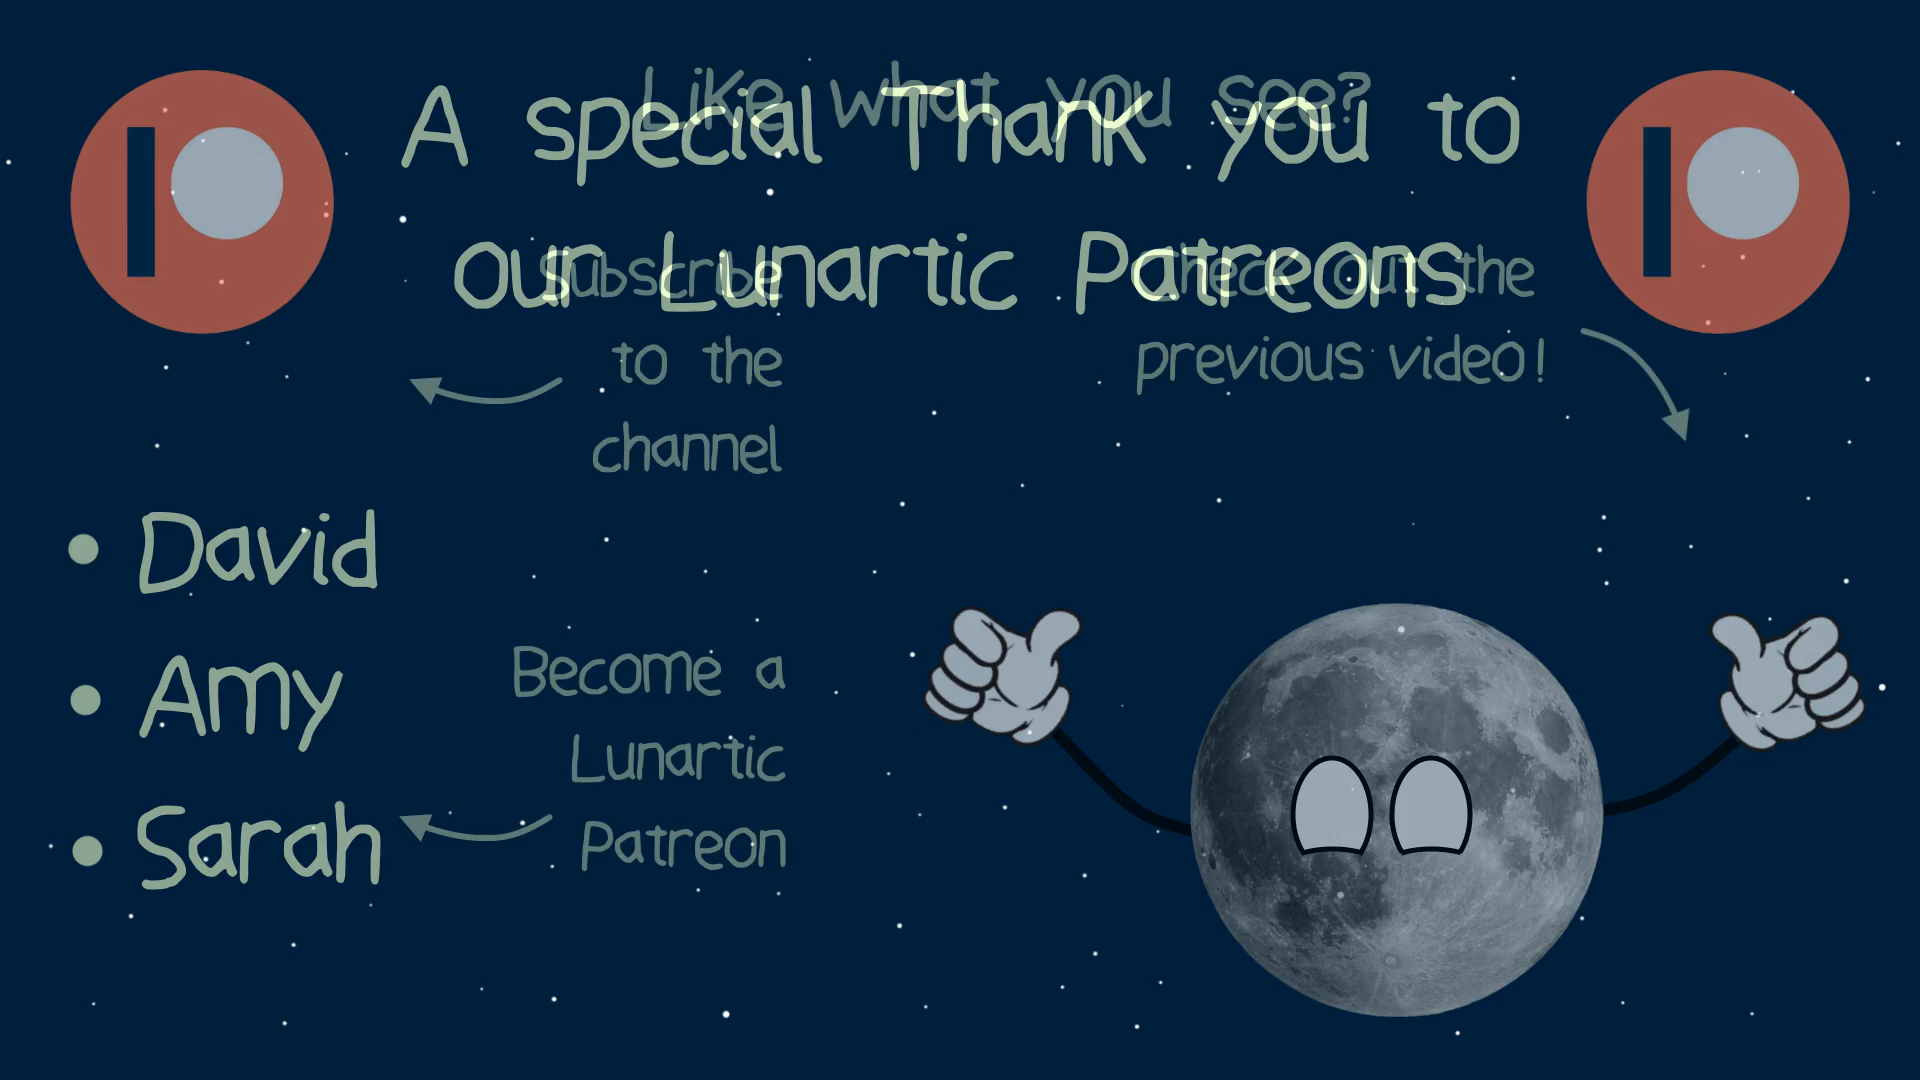 Like what you see?
A special Thank you to
our Lunartic Patreons
Subscribe
to the
channel
Check out the
previous video!
David
Amy
Sarah
Become a
Lunartic
Patreon